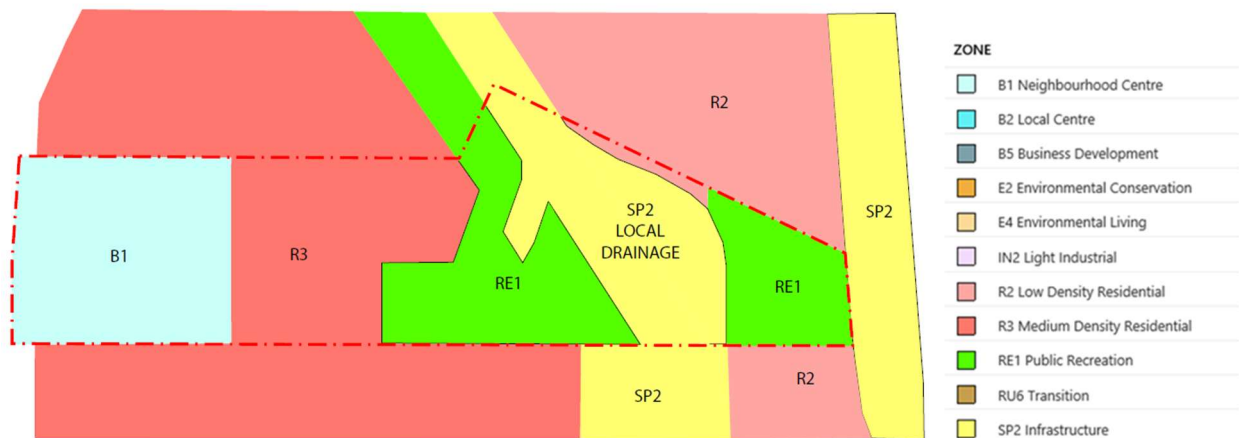 R2
SP2
B1
R3
SP2
LOCAL
DRAINAGE
RE1
RE1
SP2
R2
ZONE
B1 Neighbourhood Centre
B2 Local Centre
B5 Business Development
E2 Environmental Conservation
E4 Environmental Living
IN2 Light Industrial
R2 Low Density Residential
R3 Medium Density Residential
RE1 Public Recreation
RU6 Transition
SP2 Infrastructure